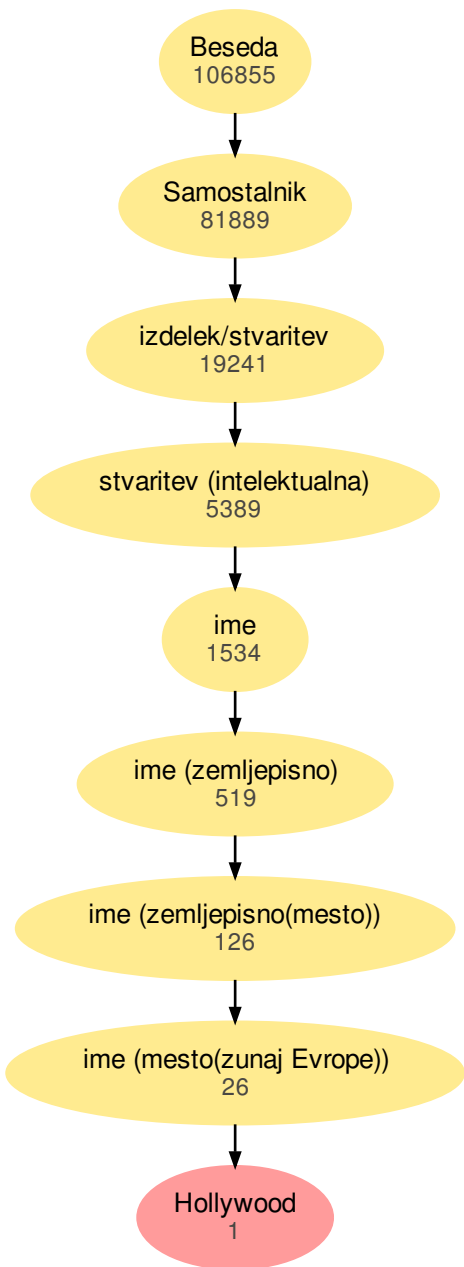 Beseda
106855
Samostalnik
81889
izdelek/stvaritev
19241
stvaritev (intelektualna)
5389
ime
1534
ime (zemljepisno)
519
ime (zemljepisno(mesto))
126
ime (mesto(zunaj Evrope))
26
Hollywood
1